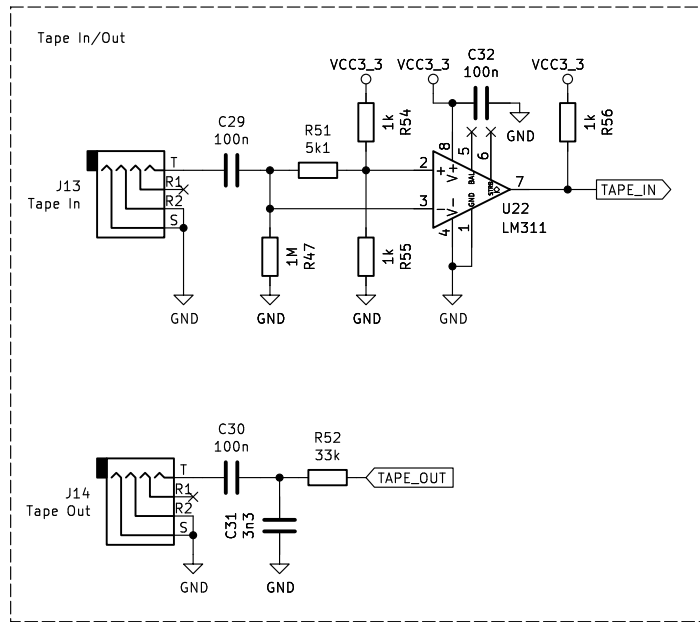 Tape In/Out
VCC3_3
VCC3_3
C32
100n
VCC3_3
1k
R54
GND
1k
R56
C29
100n
R51
5k1
J13
Tape In
T
R1
R2
S
2
+
3
-
8
V+
5
BAL
6
STRB
7
TAPE_IN
U22
LM311
V-
4
GND
1
1M
R47
1k
R55
GND
GND
GND
GND
C30
100n
R52
33k
TAPE_OUT
J14
Tape Out
T
R1
R2
S
C31
3n3
GND
GND